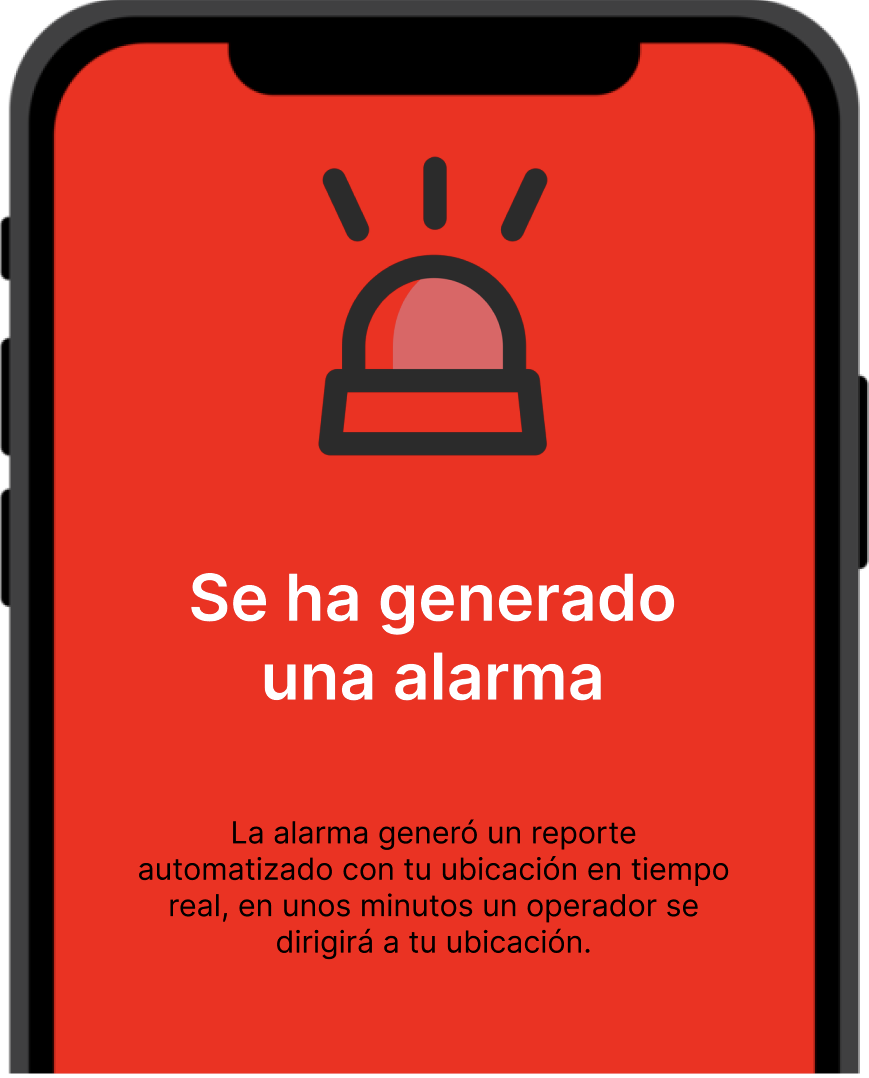 Se ha generado
una alarma
La alarma generó un reporte
automatizado con tu ubicación en tiempo
real, en unos minutos un operador se
dirigirá a tu ubicación.